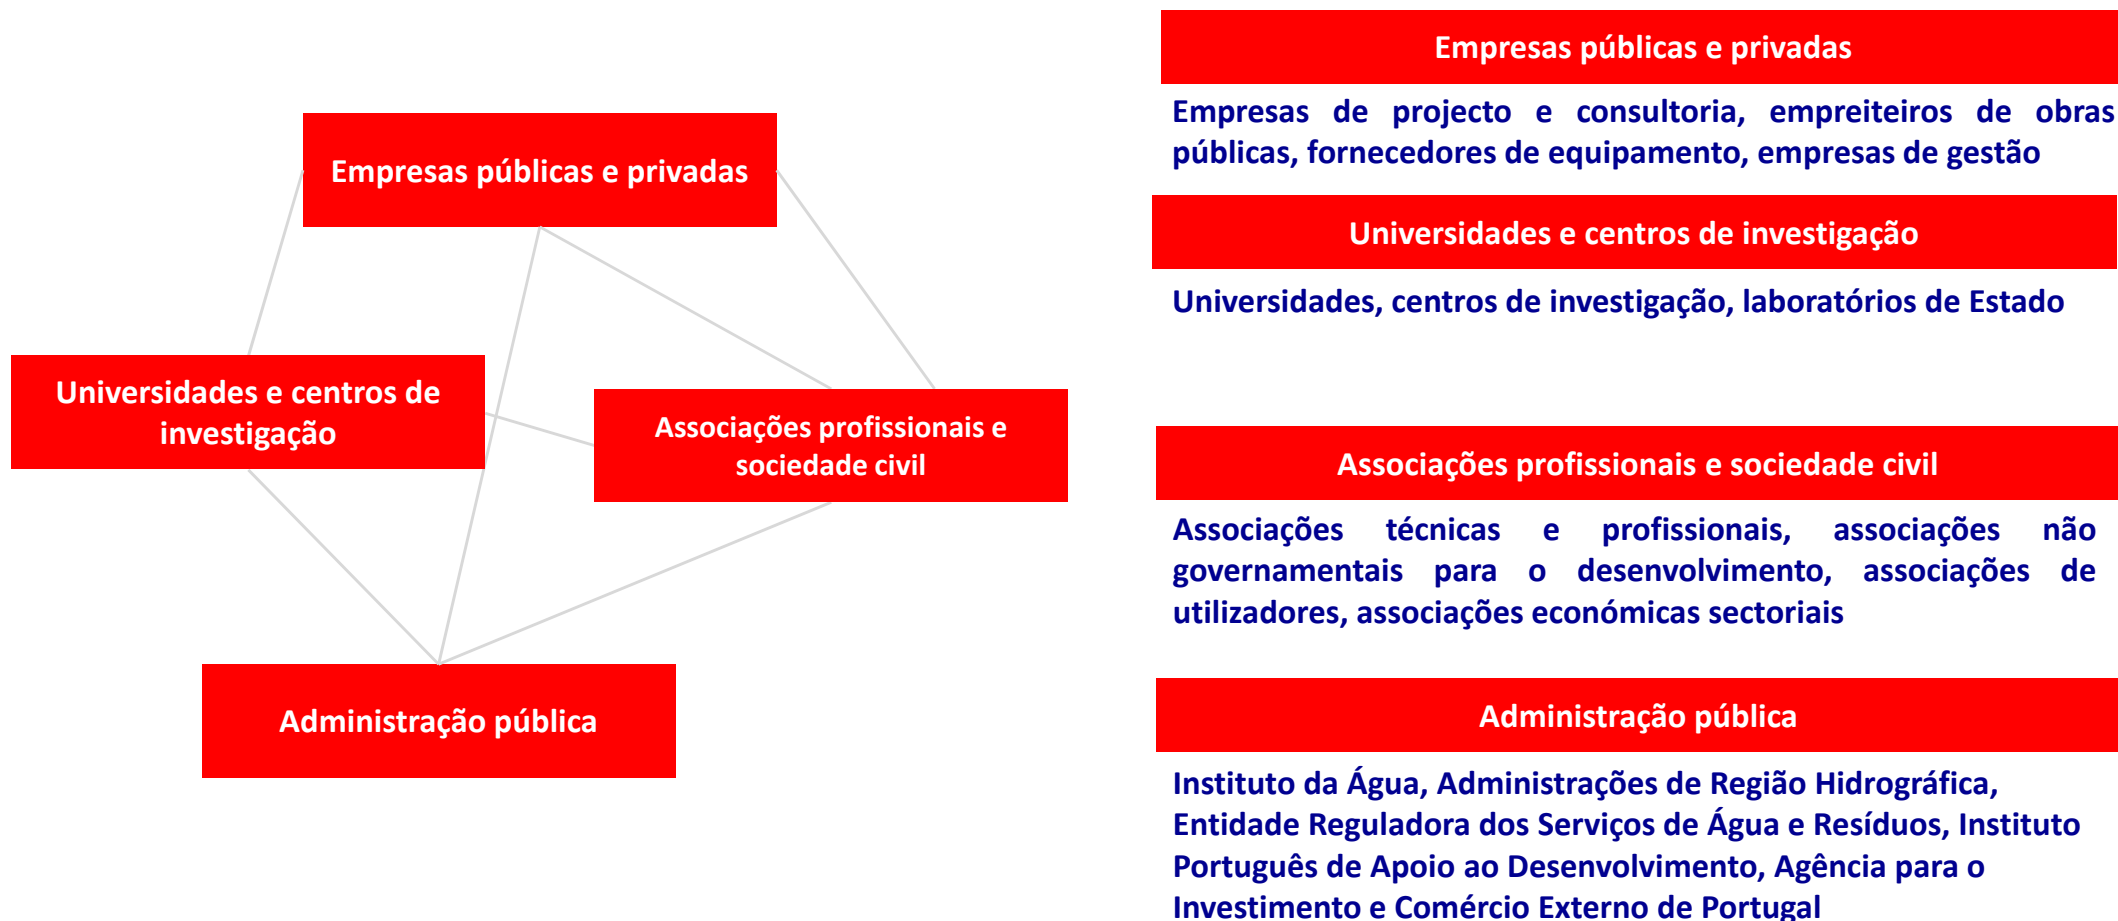 Empresas públicas e privadas
Universidades e centros de
investigação
Associações profissionais e
sociedade civil
Administração pública
Empresas públicas e privadas
Empresas de projecto e consultoria, empreiteiros de obras
públicas, fornecedores de equipamento, empresas de gestão
Universidades e centros de investigação
Universidades, centros de investigação, laboratórios de Estado
Associações profissionais e sociedade civil
Associações técnicas e profissionais, associações não
governamentais para o desenvolvimento, associações de
utilizadores, associações económicas sectoriais
Administração pública
Instituto da Água, Administrações de Região Hidrográfica,
Entidade Reguladora dos Serviços de Água e Resíduos, Instituto
Português de Apoio ao Desenvolvimento, Agência para o
Investimento e Comércio Externo de Portugal